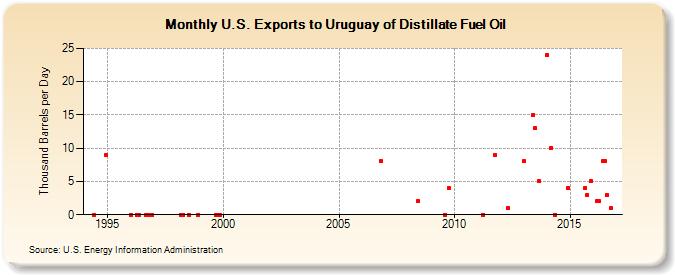 Monthly U.S. Exports to Uruguay of Distillate Fuel Oil
Thousand Barrels per Day
25
20
15
10
5
0
1995 2000 2005 2010 2015
Source: U.S. Energy Information Administration